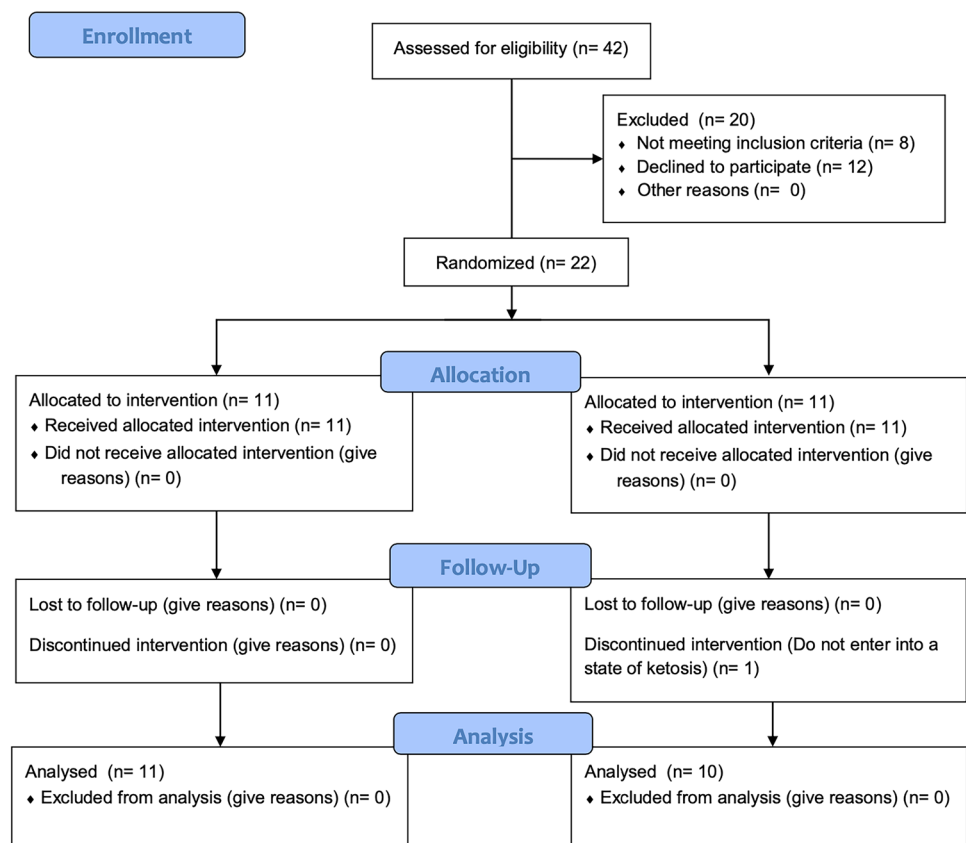 Enrollment
Assessed for eligibility (n= 42)
Excluded (n= 20)
♦ Not meeting inclusion criteria (n= 8)
♦ Declined to participate (n= 12)
♦ Other reasons (n= 0)
Randomized (n= 22)
Allocation
Allocated to intervention (n= 11)
♦ Received allocated intervention (n= 11)
♦ Did not receive allocated intervention (give
reasons) (n= 0)
Allocated to intervention (n= 11)
♦ Received allocated intervention (n= 11)
♦ Did not receive allocated intervention (give
reasons) (n= 0)
Follow-Up
Lost to follow-up (give reasons) (n= 0)
Discontinued intervention (give reasons) (n= 0)
Lost to follow-up (give reasons) (n= 0)
Discontinued intervention (Do not enter into a
state of ketosis) (n= 1)
Analysis
Analysed (n= 11)
♦ Excluded from analysis (give reasons) (n= 0)
Analysed (n= 10)
♦ Excluded from analysis (give reasons) (n= 0)